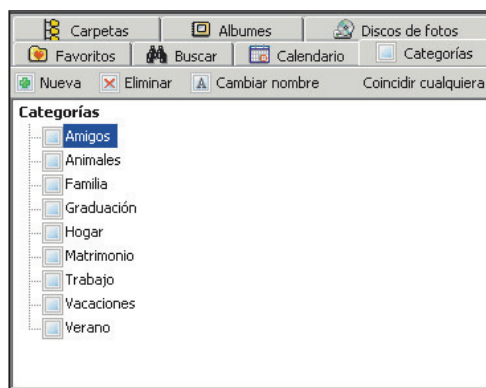 Carpetas Albumes Discos de fotos
Favoritos Buscar Calendario Categorías
Nueva Eliminar A Cambiar nombre Coincidir cualquiera
Categorías
Amigos
Animales
Familia
Graduación
Hogar
Matrimonio
Trabajo
Vacaciones
Verano